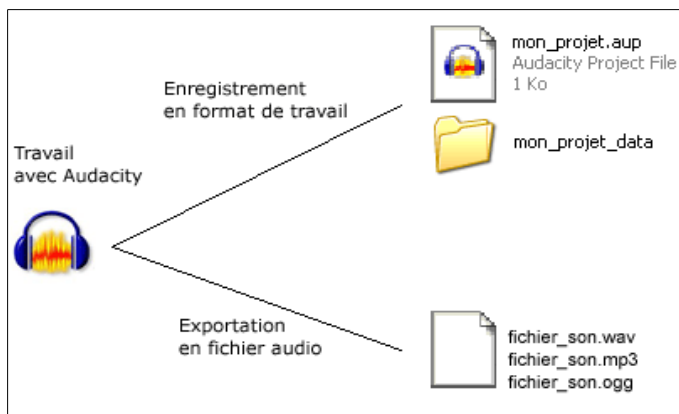 mon_projet.aup
Audacity Project File
1 Ko
Enregistrement
en format de travail
mon_projet_data
Travail
avec Audacity
Exportation
en fichier audio
fichier_son.wav
fichier_son.mp3
fichier_son.ogg